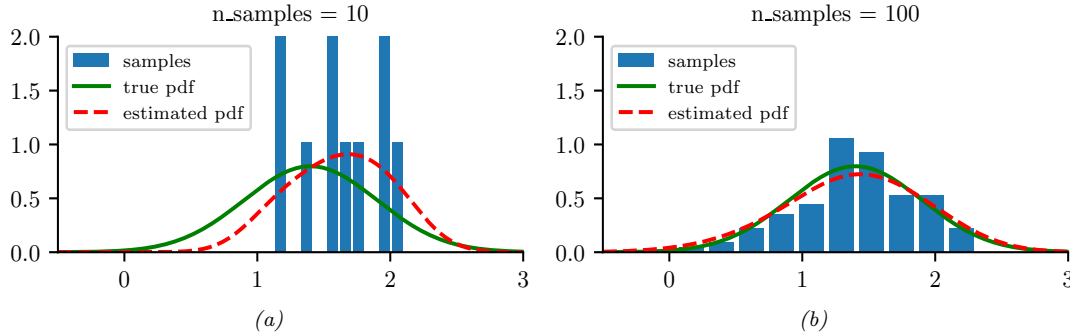 n_samples = 10
2.0
1.5
1.0
0.5
0.0
samples
true pdf
estimated pdf
0
1
2
3
(a)
n_samples = 100
2.0
1.5
1.0
0.5
0.0
samples
true pdf
estimated pdf
0
1
2
3
(b)